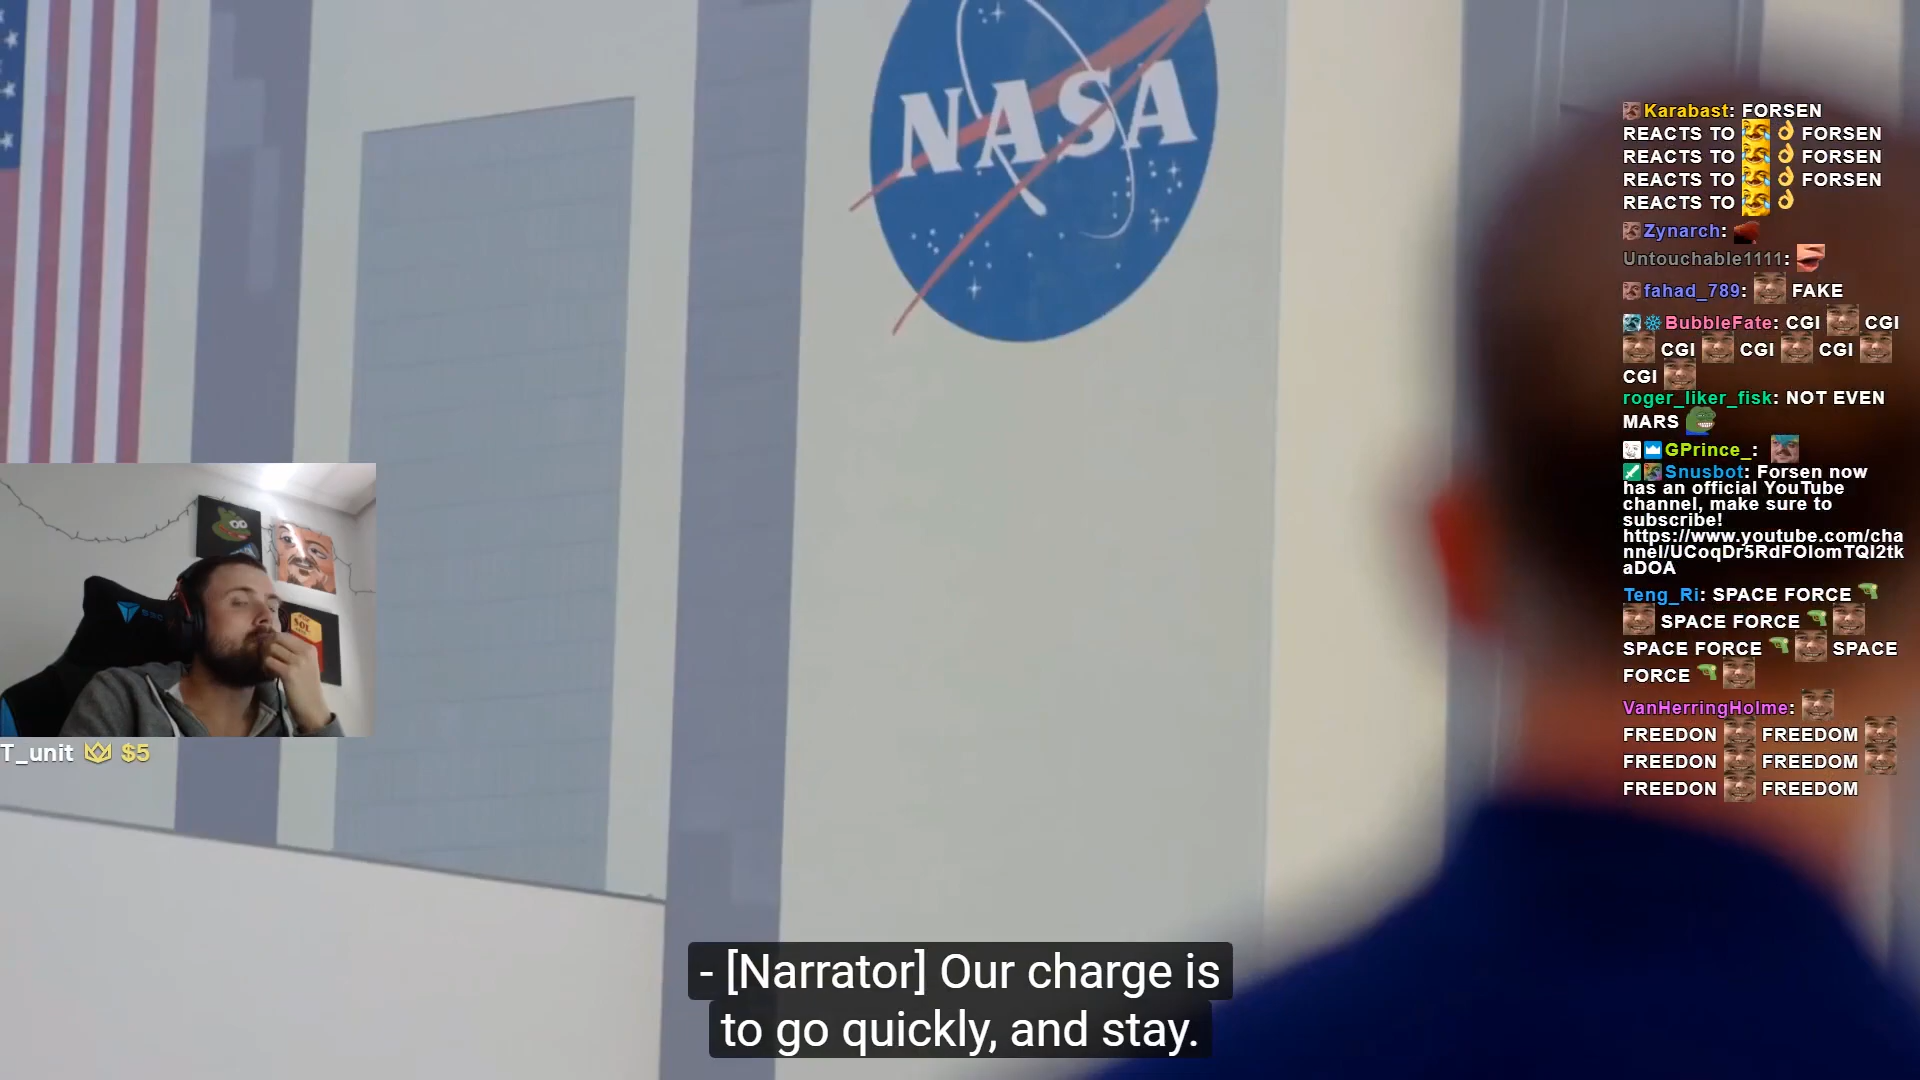 NASA
Karabast: FORSEN
REACTS TO FORSEN
REACTS TO FORSEN
REACTS TO FORSEN
REACTS TO
Zynarch:
Untouchable1111:
fahad_789: FAKE
BubbleFate: CGI CGI
CGI CGI CGI
CGI
roger_liker_fisk: NOT EVEN
MARS
GPrince_:
Snusbot: Forsen now
has an official YouTube
channel, make sure to
subscribe!
https://www.youtube.com/cha
nnel/UCoqDr5RdFOlomTQI2tk
aDOA
Teng_Ri: SPACE FORCE
SPACE FORCE
SPACE FORCE SPACE
FORCE
VanHerringHolme:
FREEDON FREEDOM
FREEDON FREEDOM
FREEDON FREEDOM
SOL
T_unit $5
- [Narrator] Our charge is
to go quickly, and stay.